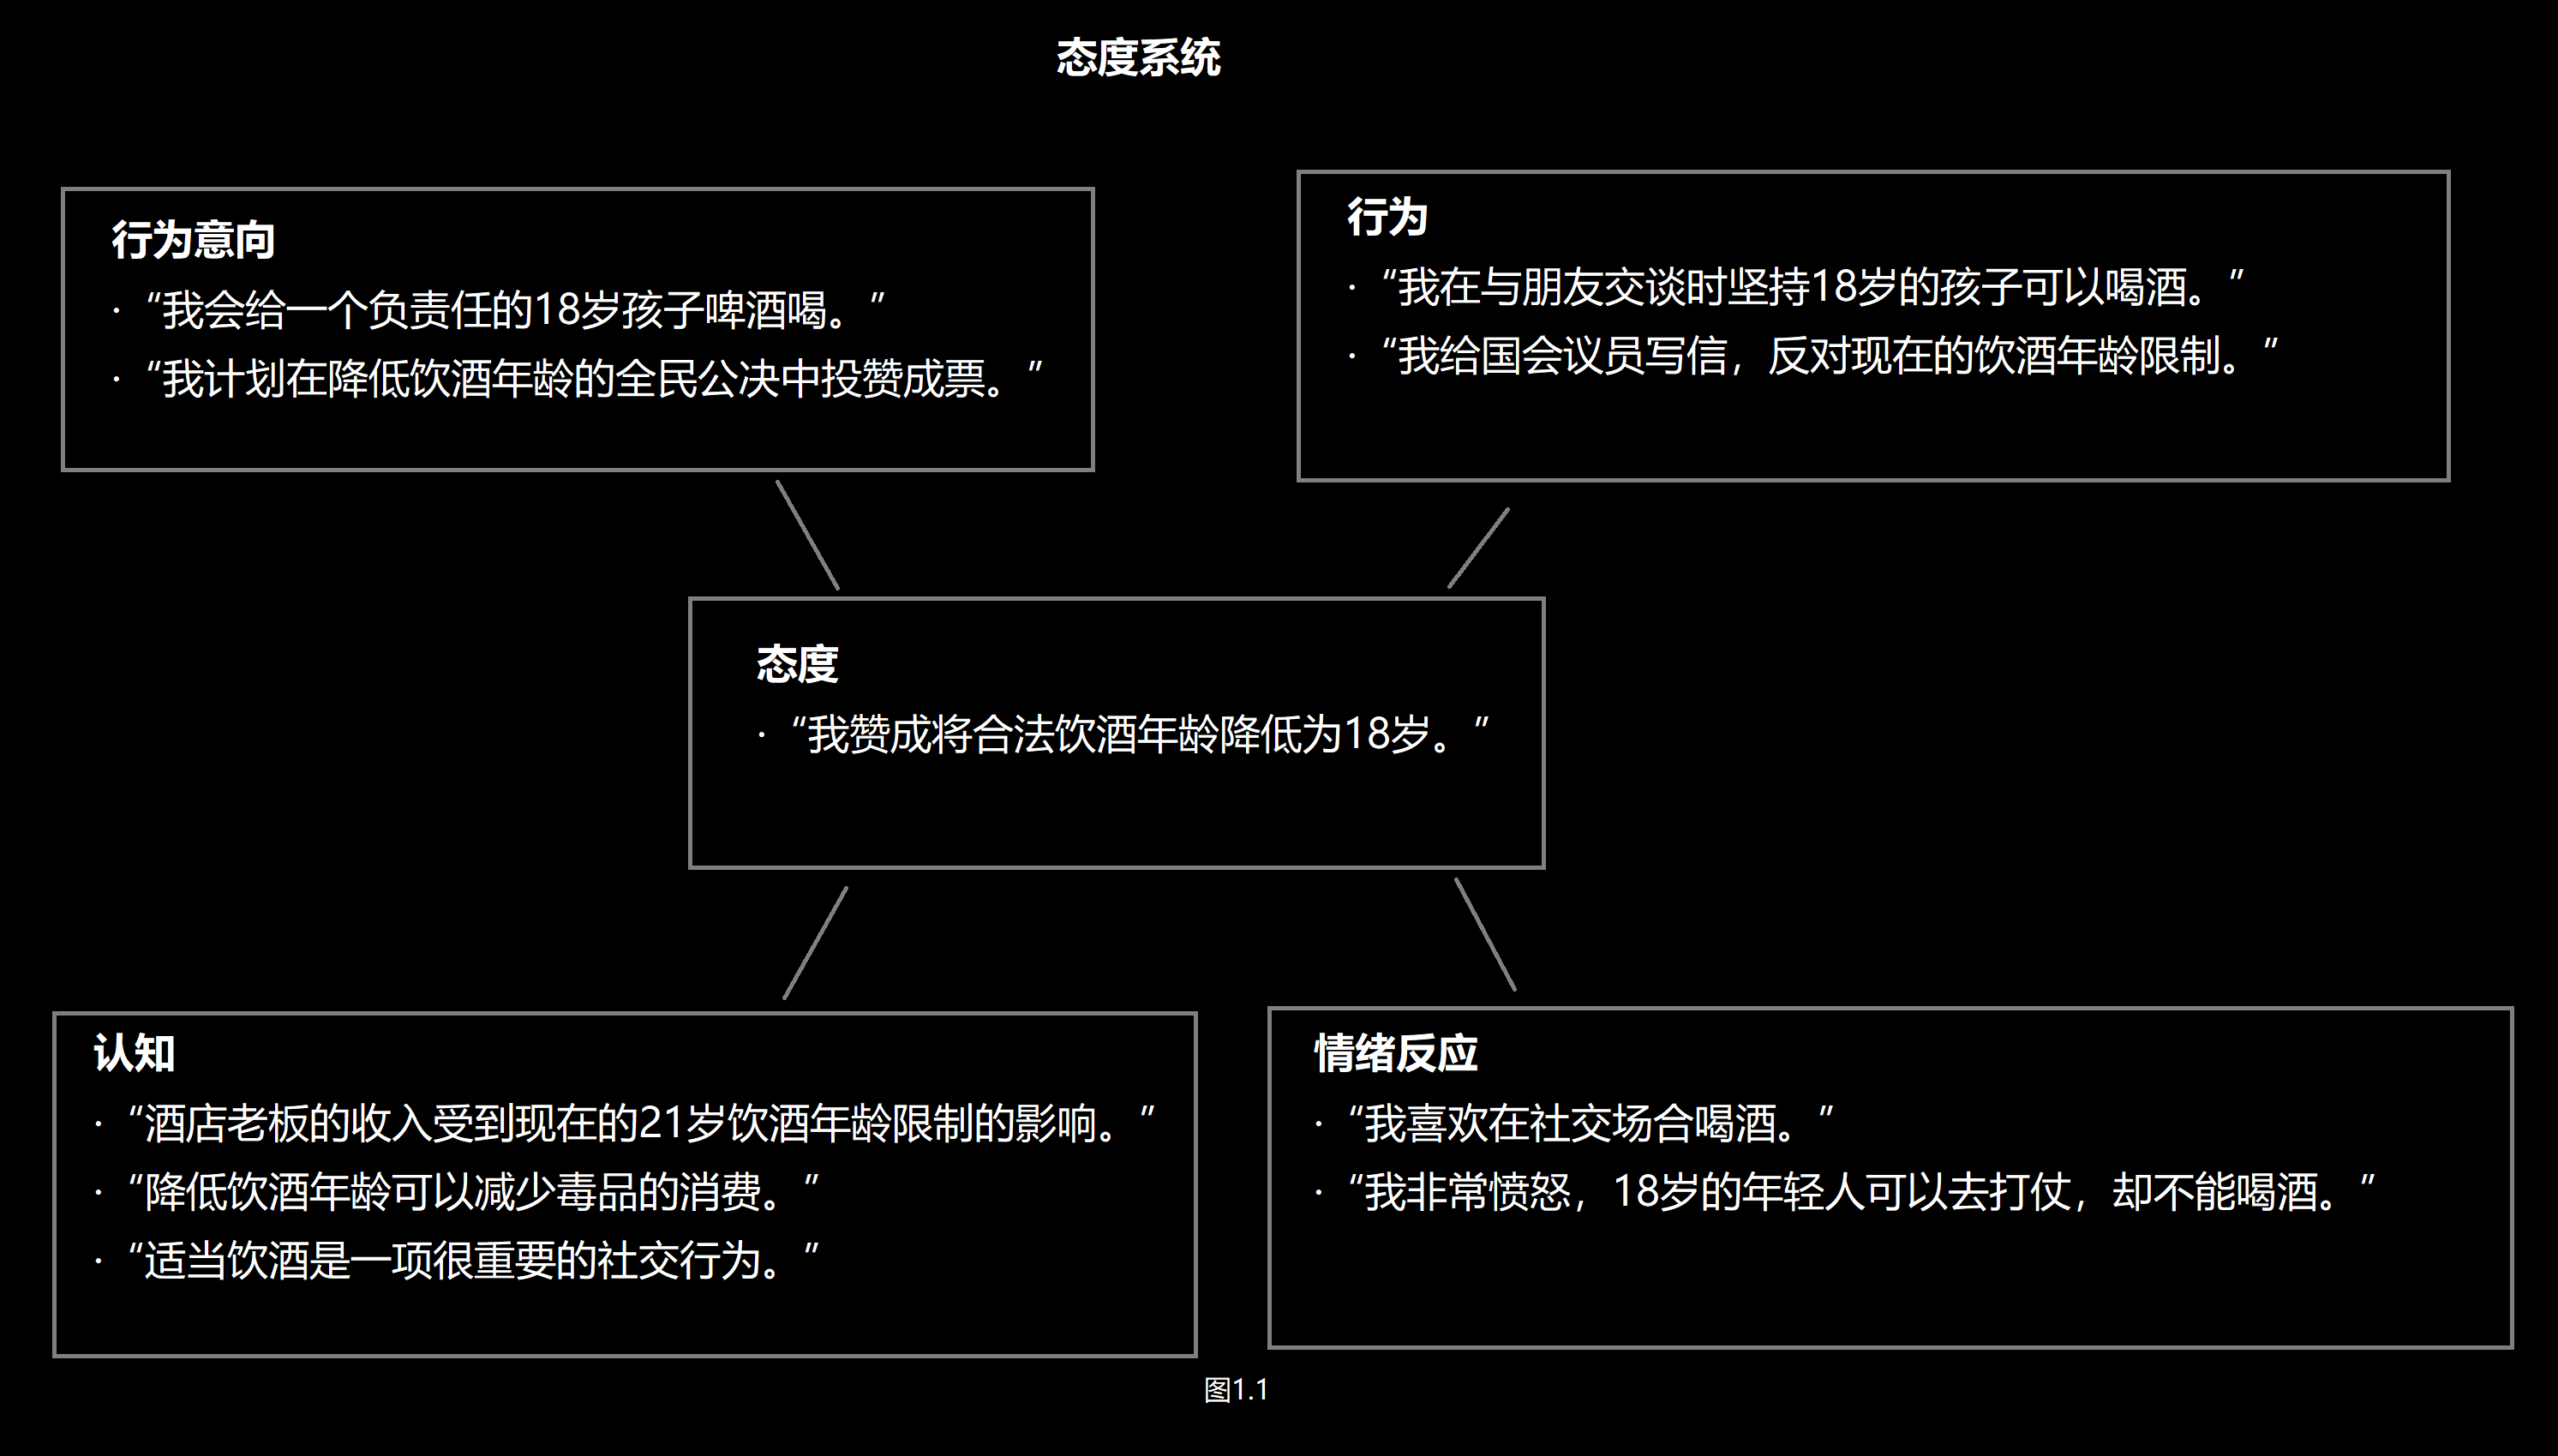 态度系统
行为意向
· “我会给一个负责任的18岁孩子啤酒喝。”
· “我计划在降低饮酒年龄的全民公决中投赞成票。”
行为
· “我在与朋友交谈时坚持18岁的孩子可以喝酒。”
· “我给国会议员写信，反对现在的饮酒年龄限制。”
态度
· “我赞成将合法饮酒年龄降低为18岁。”
认知
· “酒店老板的收入受到现在的21岁饮酒年龄限制的影响。”
· “降低饮酒年龄可以减少毒品的消费。”
· “适当饮酒是一项很重要的社交行为。”
情绪反应
· “我喜欢在社交场合喝酒。”
· “我非常愤怒，18岁的年轻人可以去打仗，却不能喝酒。”
图1.1